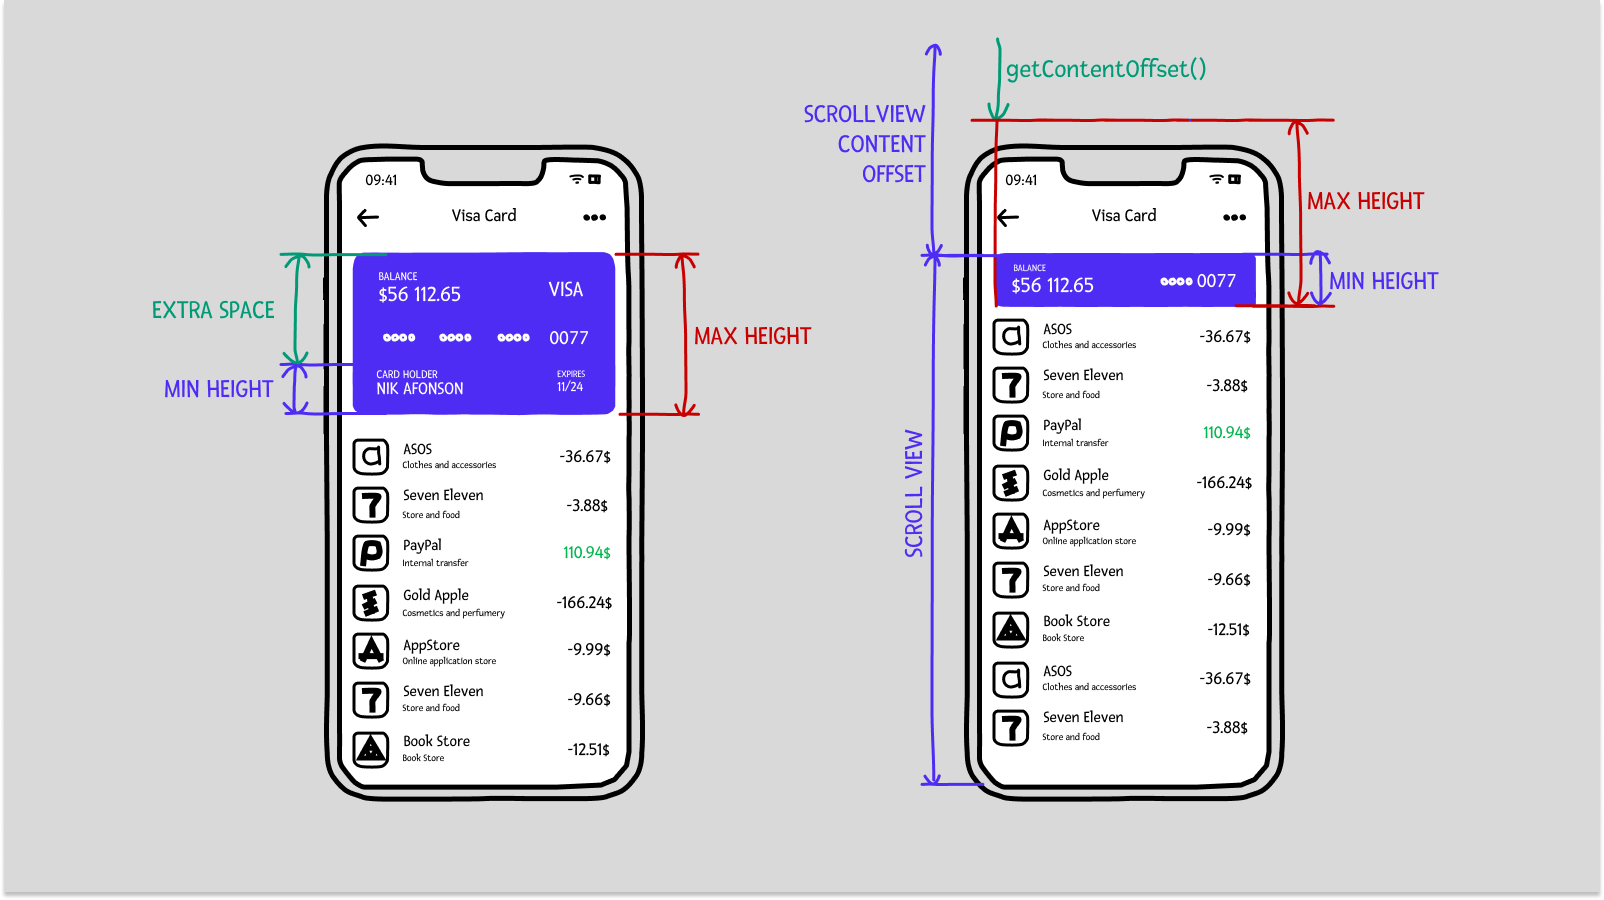 getContentOffset()
SCROLLVIEW
CONTENT
OFFSET
09:41
Visa Card
EXTRA SPACE
MIN HEIGHT
MAX HEIGHT
BALANCE
$56 112.65
VISA
0077
CARD HOLDER
NIK AFONSON
EXPIRES
11/24
ASOS
Clothes and accessories
-36.67$
Seven Eleven
Store and food
-3.88$
PayPal
Internal transfer
110.94$
Gold Apple
Cosmetics and perfumery
-166.24$
AppStore
Online application store
-9.99$
Seven Eleven
Store and food
-9.66$
Book Store
Book Store
-12.51$
09:41
Visa Card
MAX HEIGHT
MIN HEIGHT
SCROLL VIEW
BALANCE
$56 112.65
0077
ASOS
Clothes and accessories
-36.67$
Seven Eleven
Store and food
-3.88$
PayPal
Internal transfer
110.94$
Gold Apple
Cosmetics and perfumery
-166.24$
AppStore
Online application store
-9.99$
Seven Eleven
Store and food
-9.66$
Book Store
Book Store
-12.51$
ASOS
Clothes and accessories
-36.67$
Seven Eleven
Store and food
-3.88$